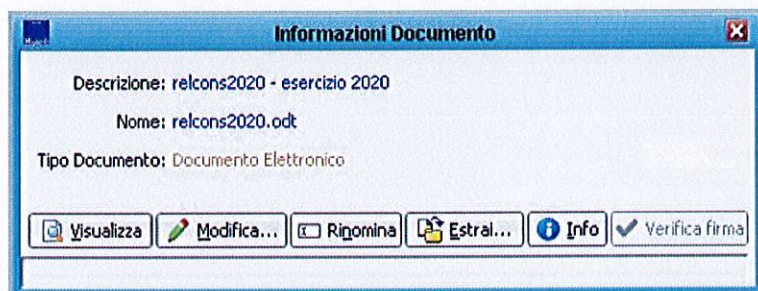 Informazioni Documento
Descrizione: relcons2020 - esercizio 2020
Nome: relcons2020.odt
Tipo Documento: Documento Elettronico
Visualizza Modifica... Rinomina Estrai... Info Verifica firma